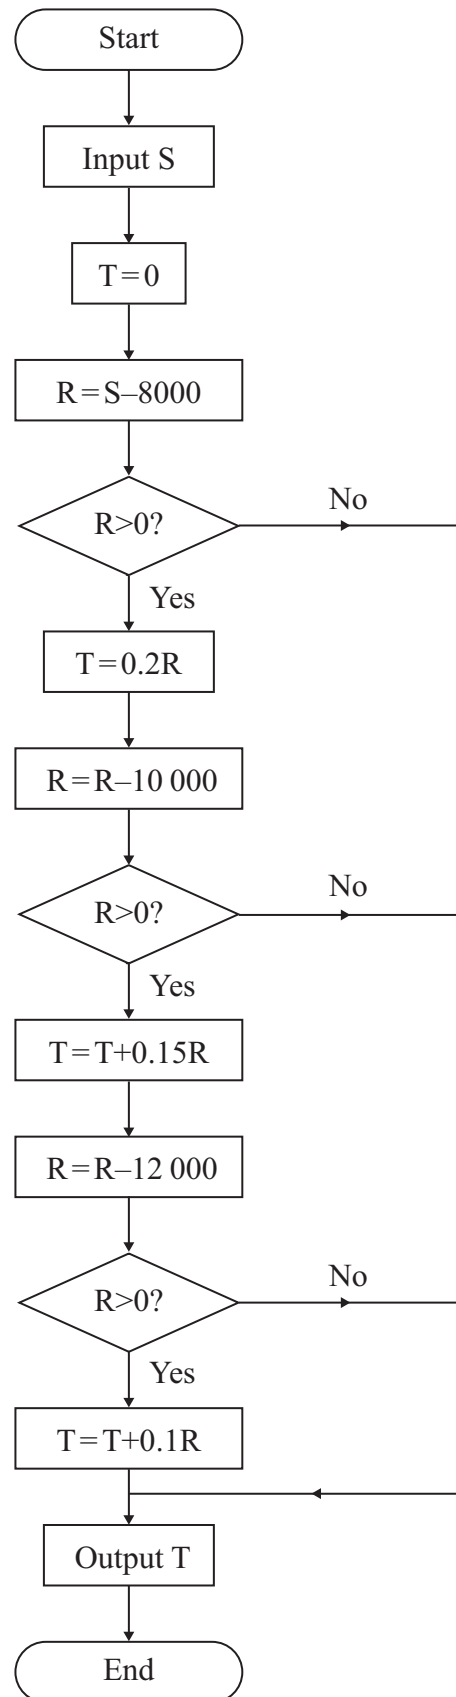 Start
Input S
T=0
R=S–8000
R>0?
No
Yes
T=0.2R
R=R–10 000
R>0?
No
Yes
T=T+0.15R
R=R–12 000
R>0?
No
Yes
T=T+0.1R
Output T
End